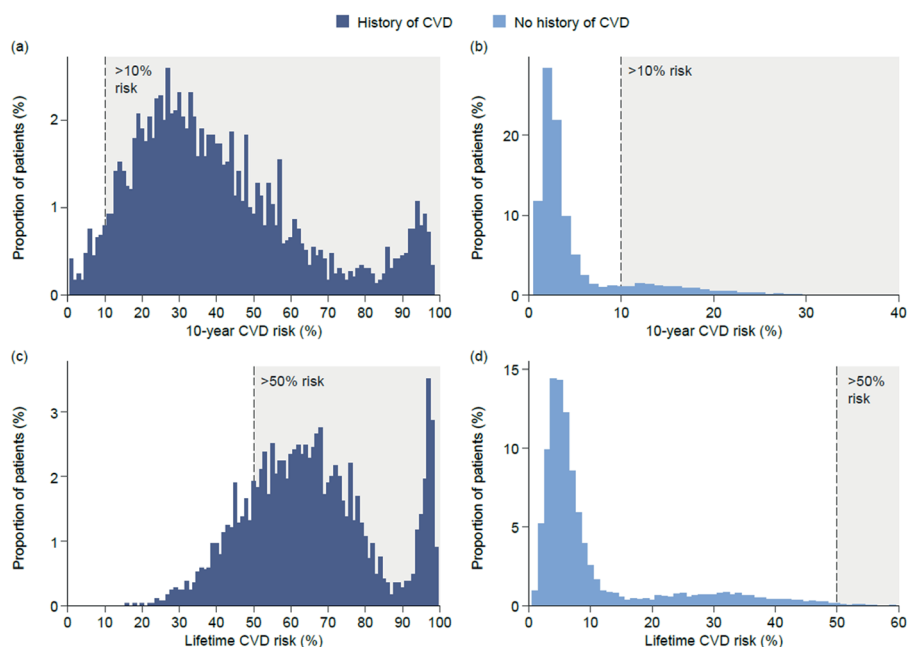 History of CVD
No history of CVD
(a)
>10%
risk
Proportion of patients (%)
2
1
0
0 10 20 30 40 50 60 70 80 90 100
10-year CVD risk (%)
(b)
>10% risk
Proportion of patients (%)
20
10
0
0 10 20 30 40
10-year CVD risk (%)
(c)
>50% risk
Proportion of patients (%)
3
2
1
0
0 10 20 30 40 50 60 70 80 90 100
Lifetime CVD risk (%)
(d)
>50%
risk
Proportion of patients (%)
15
10
5
0
0 10 20 30 40 50 60
Lifetime CVD risk (%)